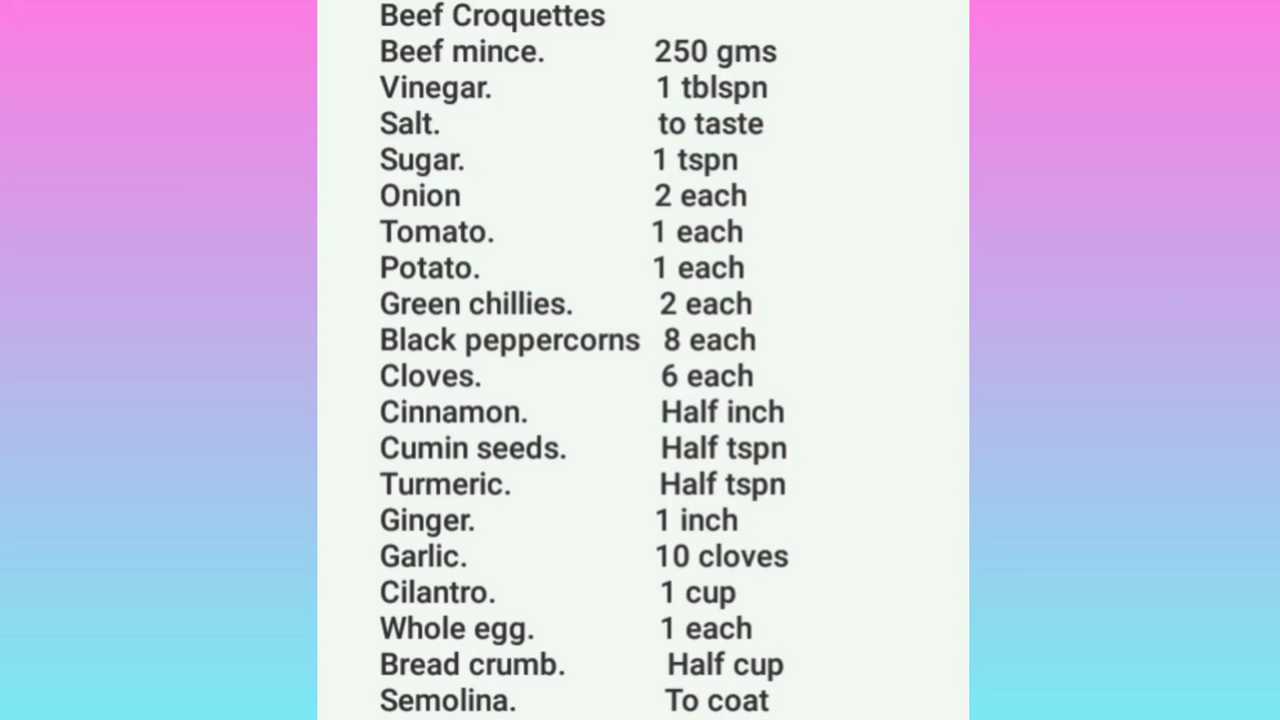 Beef Croquettes
Beef mince. 250 gms
Vinegar. 1 tblspn
Salt. to taste
Sugar. 1 tspn
Onion 2 each
Tomato. 1 each
Potato. 1 each
Green chillies. 2 each
Black peppercorns 8 each
Cloves. 6 each
Cinnamon. Half inch
Cumin seeds. Half tspn
Turmeric. Half tspn
Ginger. 1 inch
Garlic. 10 cloves
Cilantro. 1 cup
Whole egg. 1 each
Bread crumb. Half cup
Semolina. To coat